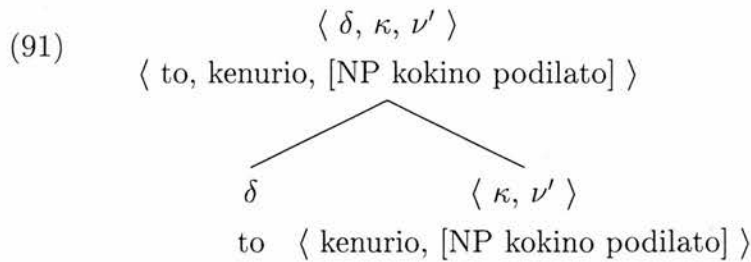 (91)
⟨ δ, κ, ν′ ⟩
⟨ to, kenurio, [NP kokino podilato] ⟩
δ ⟨ κ, ν′ ⟩
to ⟨ kenurio, [NP kokino podilato] ⟩